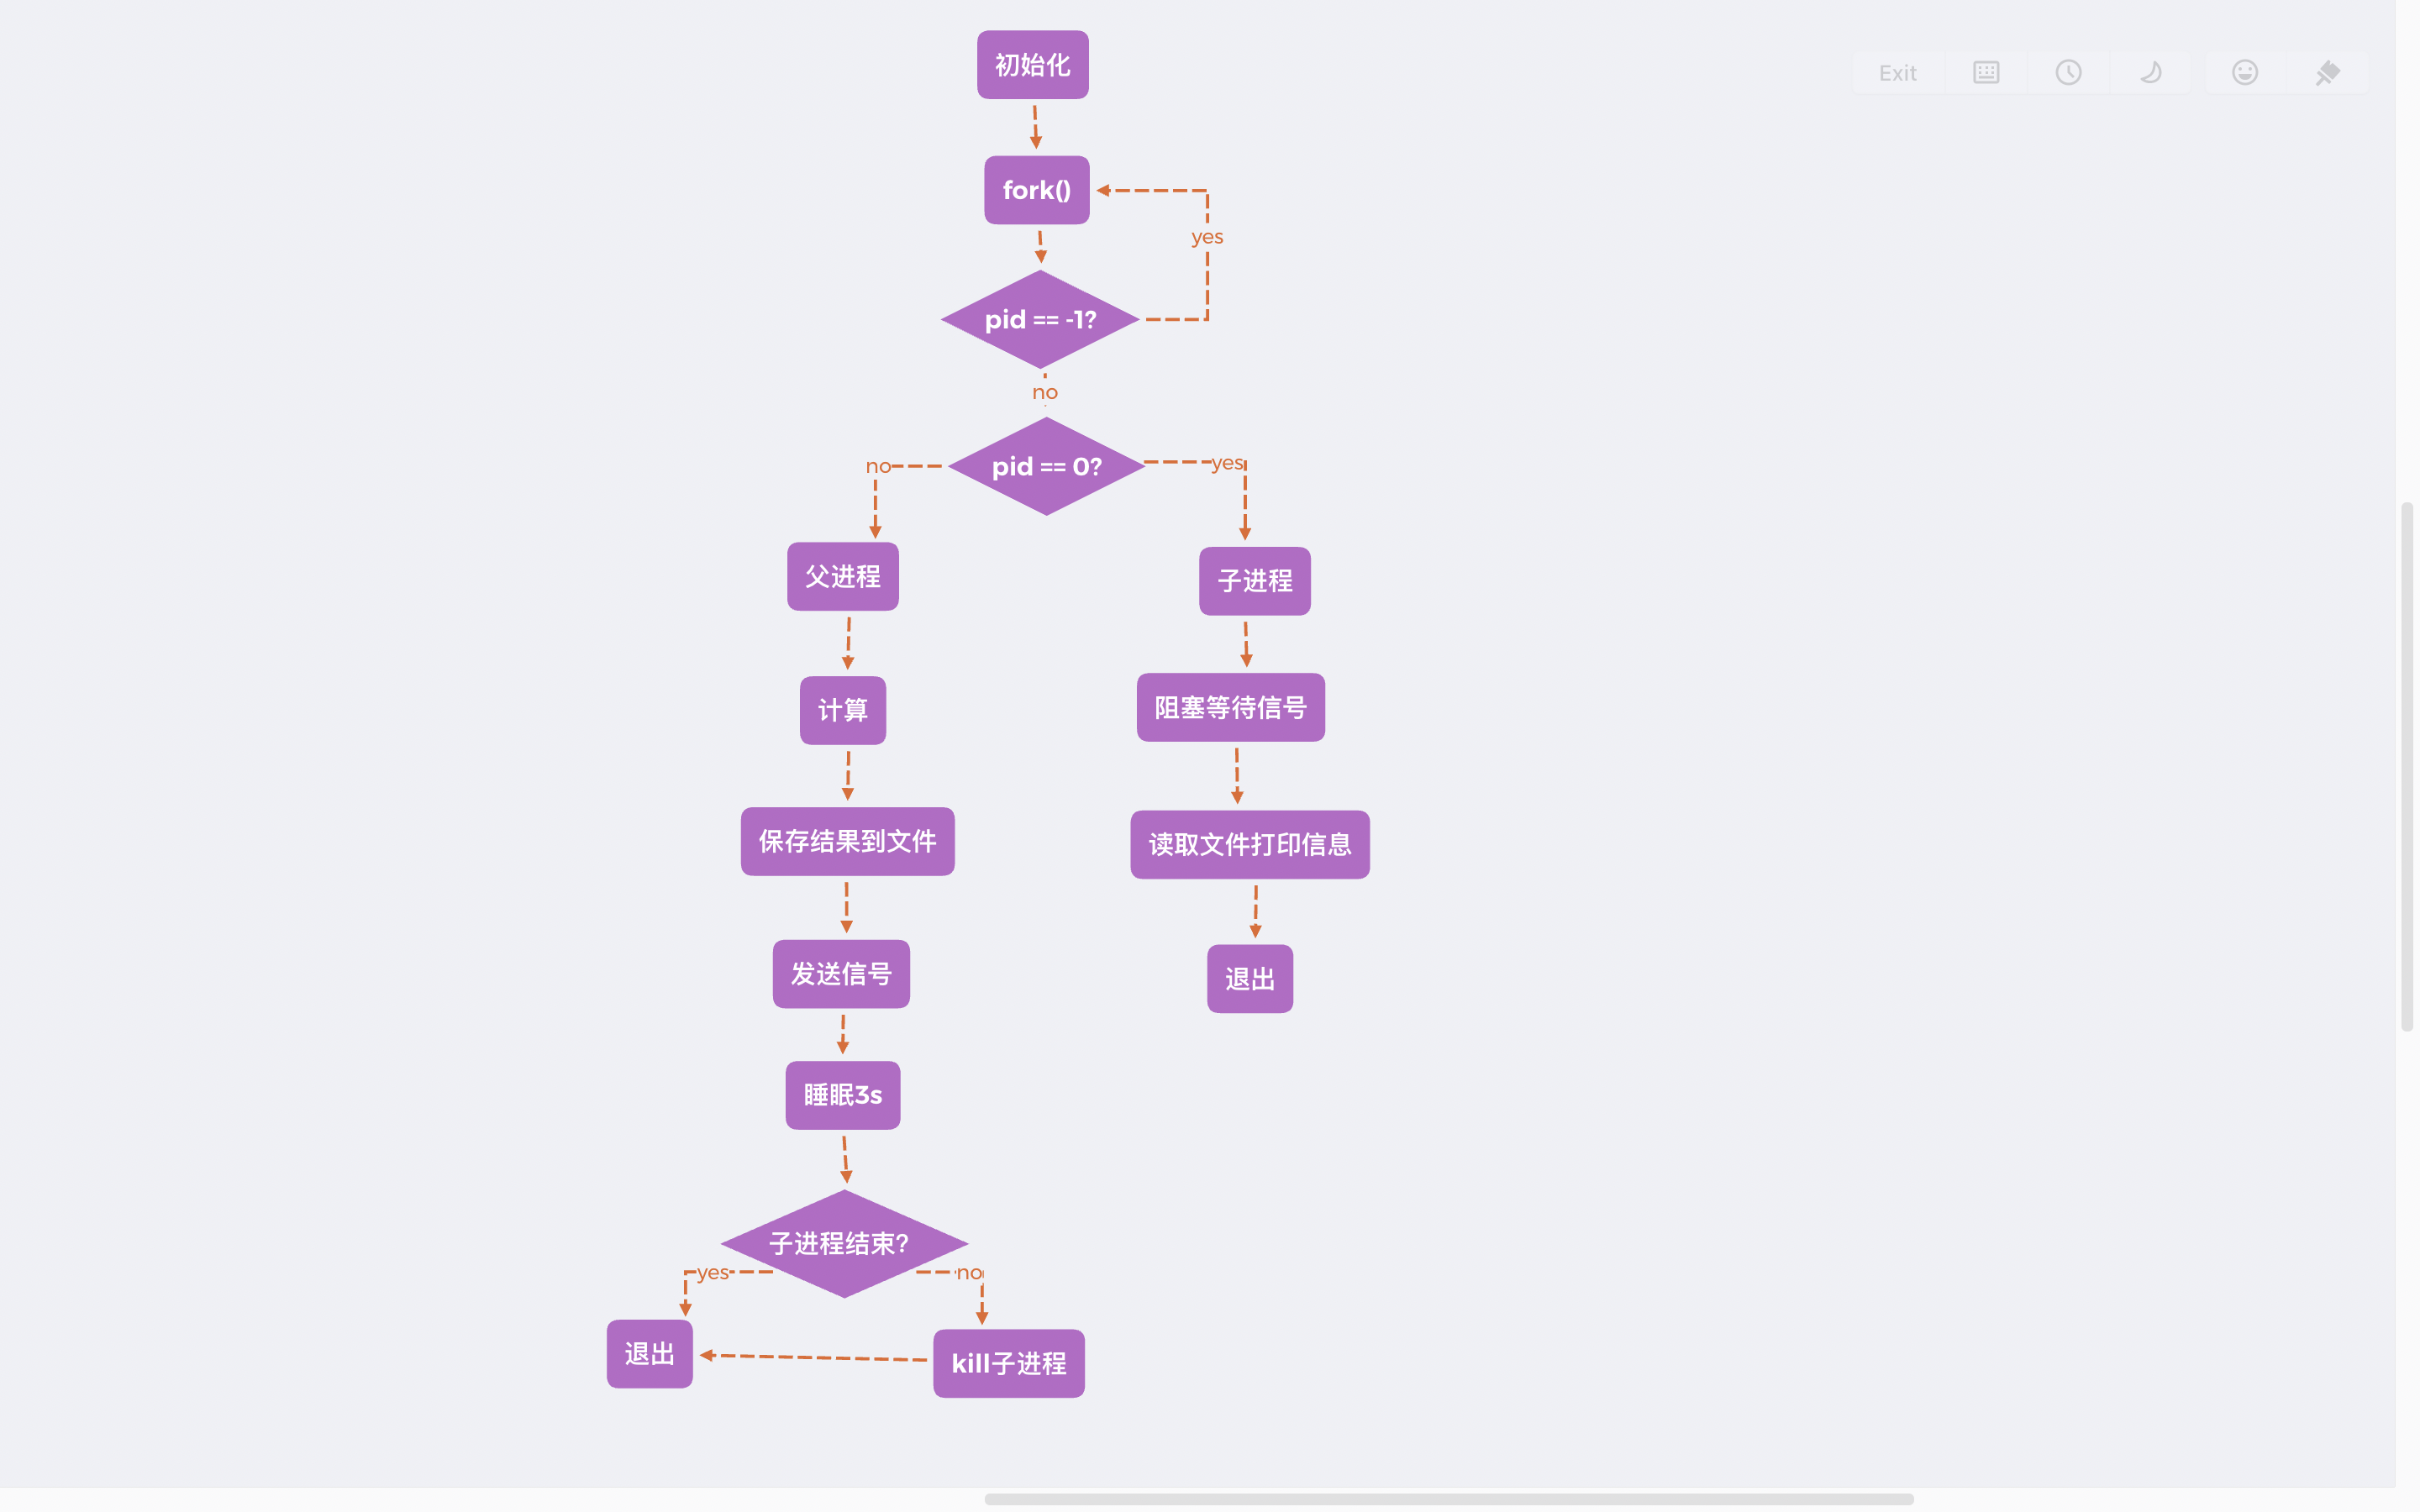 初始化
Exit
fork()
yes
pid == -1?
no
pid == 0?
no
yes
父进程
子进程
计算
阻塞等待信号
保存结果到文件
读取文件打印信息
发送信号
退出
睡眠3s
子进程结束?
yes
no
退出
kill子进程